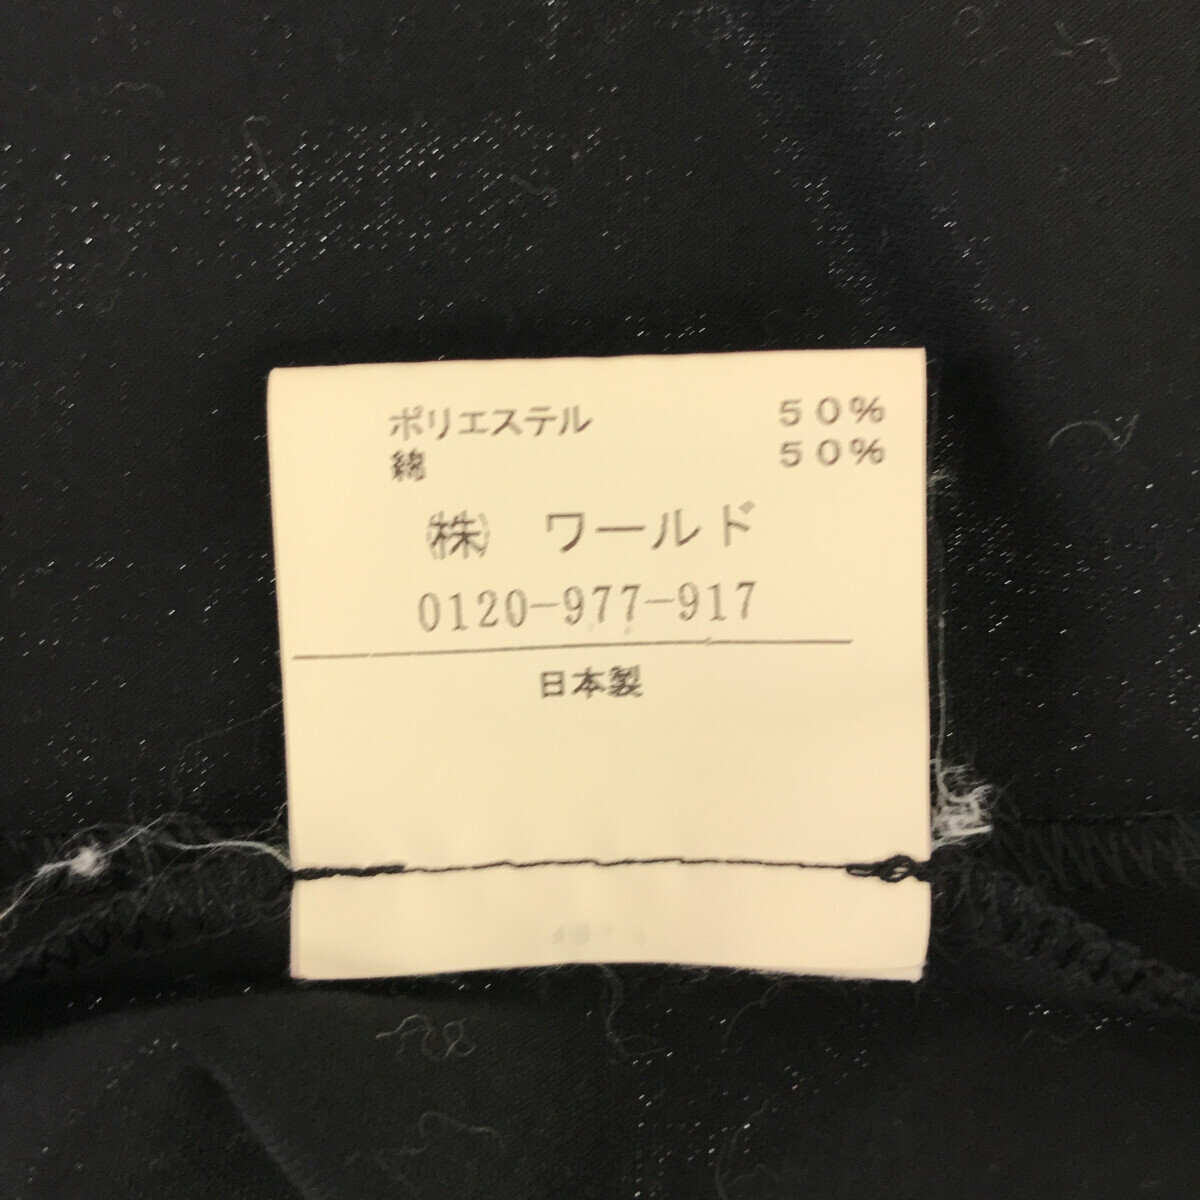 ポリエステル 50%
綿 50%
㈱ ワールド
0120-977-917
日本製